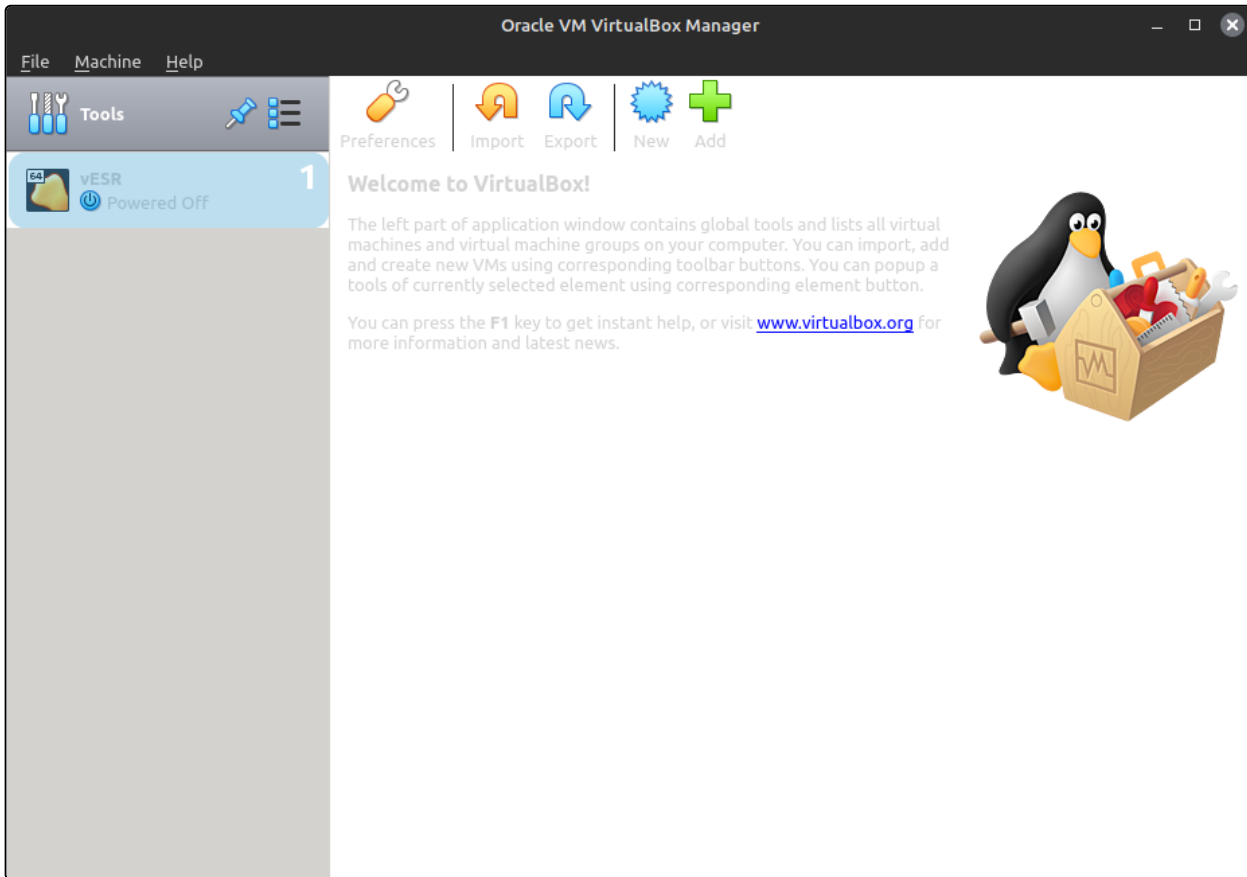 Oracle VM VirtualBox Manager
File Machine Help
Tools
Preferences Import Export New Add
64
vESR 1
Powered Off
Welcome to VirtualBox!
The left part of application window contains global tools and lists all virtual
machines and virtual machine groups on your computer. You can import, add
and create new VMs using corresponding toolbar buttons. You can popup a
tools of currently selected element using corresponding element button.
You can press the F1 key to get instant help, or visit www.virtualbox.org for
more information and latest news.
VM